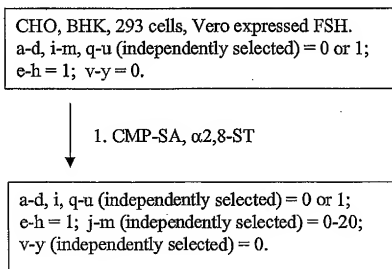 CHO, BHK, 293 cells, Vero expressed FSH.
a-d, i-m, q-u (independently selected) = 0 or 1;
e-h = 1; v-y = 0.
1. CMP-SA, α2,8-ST
a-d, i, q-u (independently selected) = 0 or 1;
e-h = 1; j-m (independently selected) = 0-20;
v-y (independently selected) = 0.